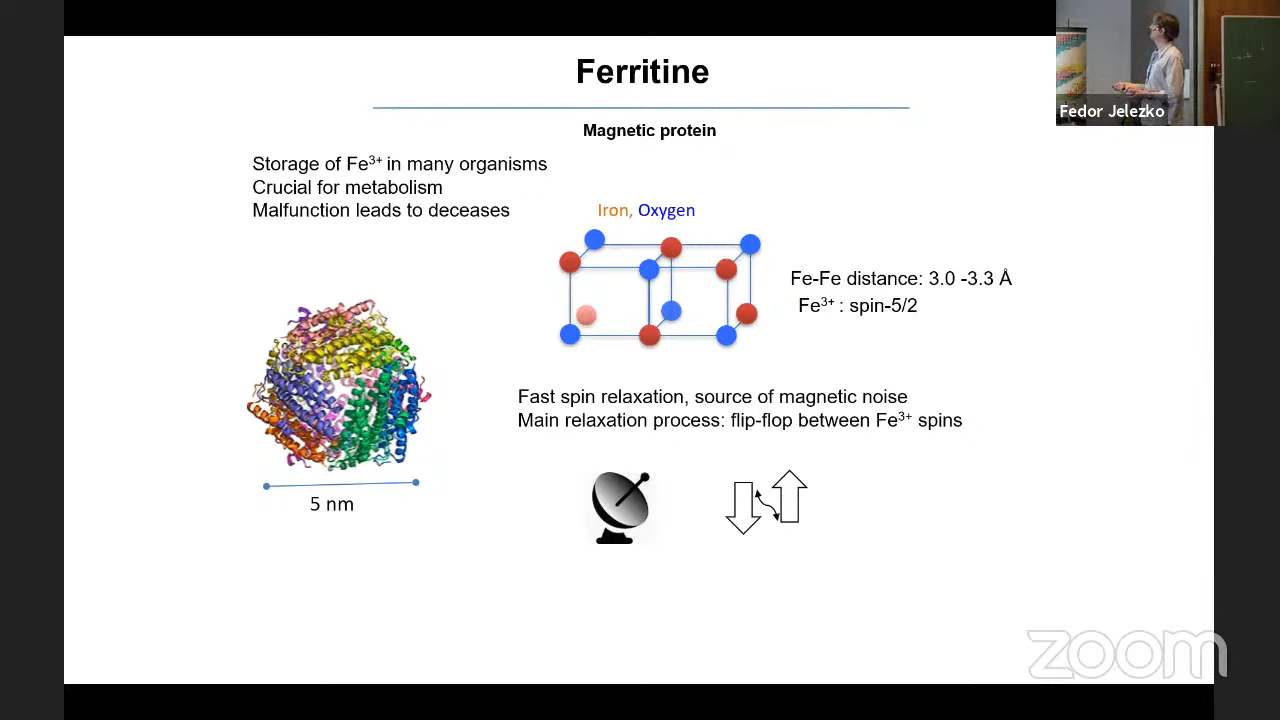 Ferritine
Fedor Jelezko
Magnetic protein
Storage of Fe³⁺ in many organisms
Crucial for metabolism
Malfunction leads to deceases
Iron, Oxygen
Fe-Fe distance: 3.0 -3.3 Å
Fe³⁺ : spin-5/2
Fast spin relaxation, source of magnetic noise
Main relaxation process: flip-flop between Fe³⁺ spins
5 nm
zoom